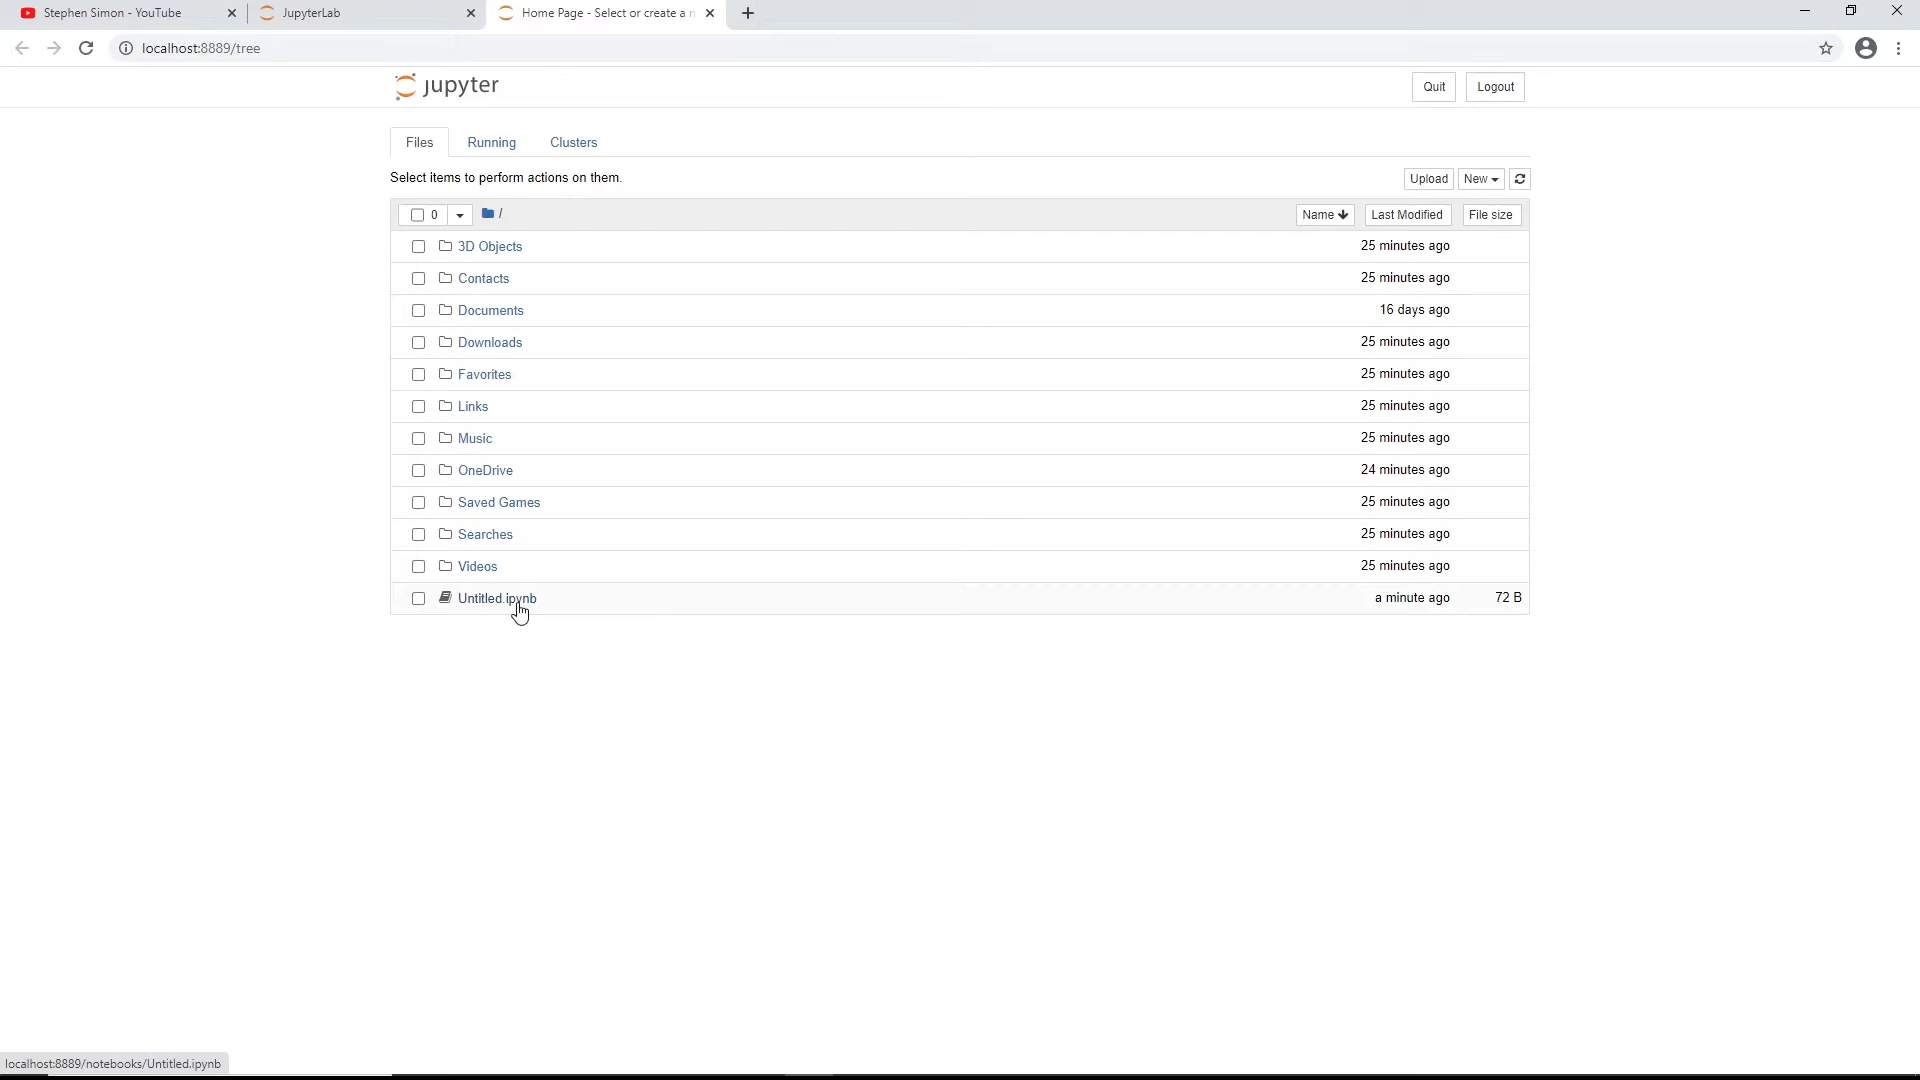 Stephen Simon - YouTube
JupyterLab
Home Page - Select or create a n
localhost:8889/tree
jupyter
Quit
Logout
Files
Running
Clusters
Select items to perform actions on them.
Upload
New
0
/
Name
Last Modified
File size
3D Objects
25 minutes ago
Contacts
25 minutes ago
Documents
16 days ago
Downloads
25 minutes ago
Favorites
25 minutes ago
Links
25 minutes ago
Music
25 minutes ago
OneDrive
24 minutes ago
Saved Games
25 minutes ago
Searches
25 minutes ago
Videos
25 minutes ago
Untitled.ipynb
a minute ago
72 B
localhost:8889/notebooks/Untitled.ipynb